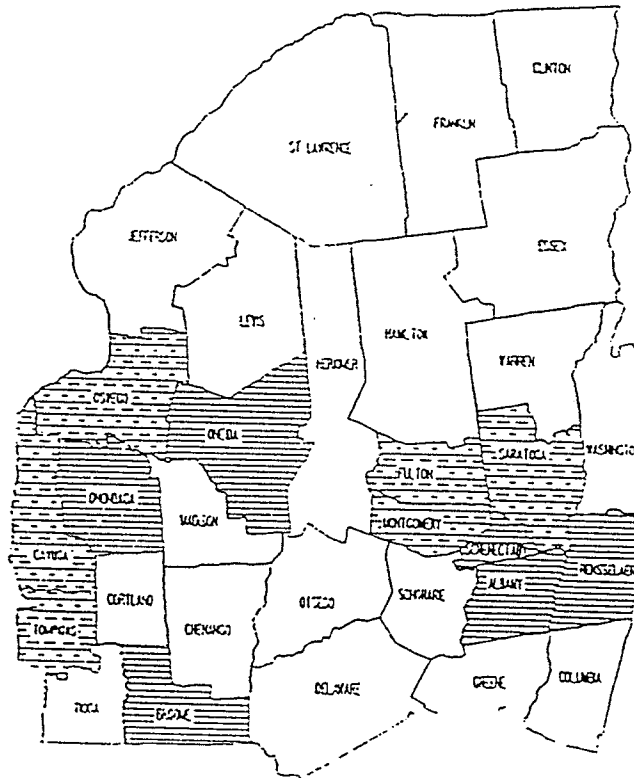 CLINTON
FRANKLIN
ST LAWRENCE
JEFFERSON
ESSEX
LEWIS
HAMILTON
HERKIMER
WARREN
OSWEGO
ONEIDA
SARATOGA
WASHINGTON
FULTON
ONONDAGA
MADISON
MONTGOMERY
SCHENECTADY
CAYUGA
RENSSELAER
ALBANY
CORTLAND
OTSEGO
SCHOHARIE
CHENANGO
TOMPKINS
DELAWARE
GREENE
COLUMBIA
TIOGA
BROOME